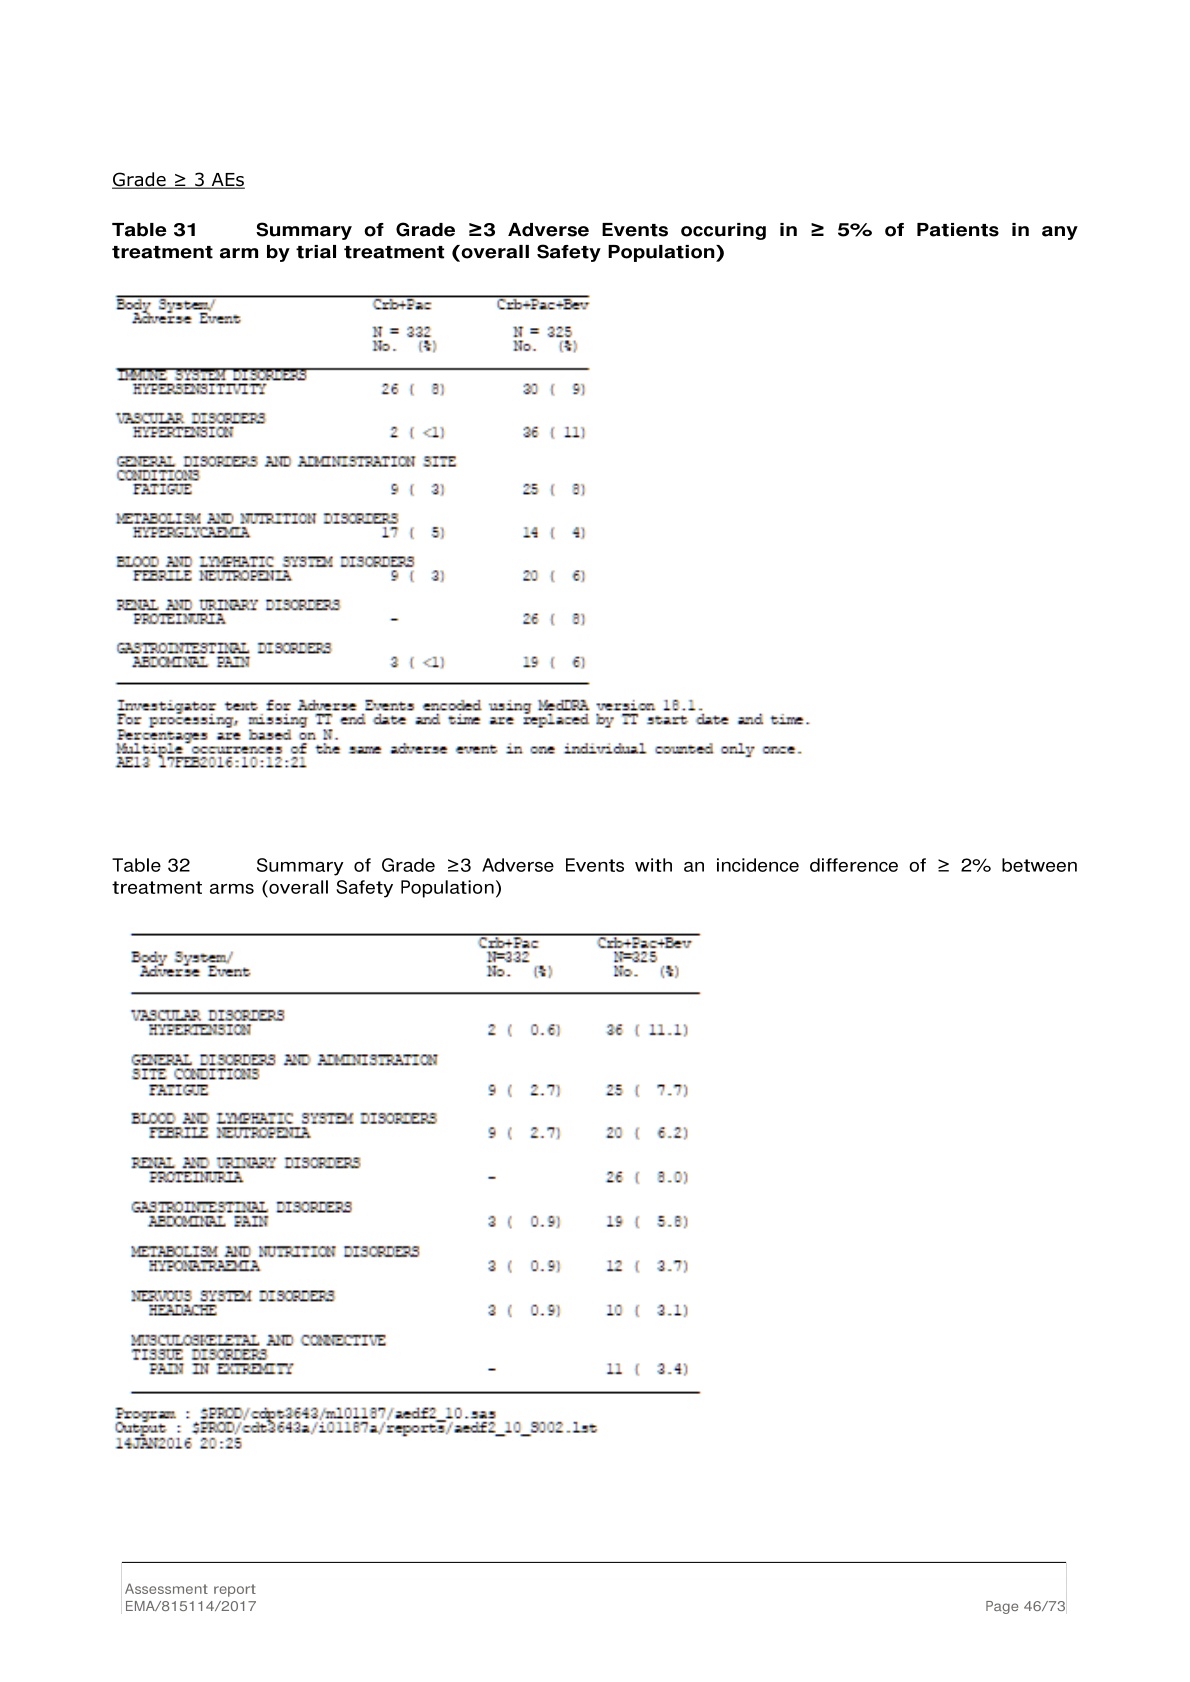 Grade ≥ 3 AEs
Table 31 Summary of Grade ≥3 Adverse Events occuring in ≥ 5% of Patients in any
treatment arm by trial treatment (overall Safety Population)
Body System/ Crb+Pac Crb+Pac+Bev
Adverse Event
N = 332 N = 325
No. (%) No. (%)
IMMUNE SYSTEM DISORDERS
HYPERSENSITIVITY 26 ( 8) 30 ( 9)
VASCULAR DISORDERS
HYPERTENSION 2 ( <1) 36 ( 11)
GENERAL DISORDERS AND ADMINISTRATION SITE
CONDITIONS
FATIGUE 9 ( 3) 25 ( 8)
METABOLISM AND NUTRITION DISORDERS
HYPERGLYCAEMIA 17 ( 5) 14 ( 4)
BLOOD AND LYMPHATIC SYSTEM DISORDERS
FEBRILE NEUTROPENIA 9 ( 3) 20 ( 6)
RENAL AND URINARY DISORDERS
PROTEINURIA - 26 ( 8)
GASTROINTESTINAL DISORDERS
ABDOMINAL PAIN 3 ( <1) 19 ( 6)
Investigator text for Adverse Events encoded using MedDRA version 18.1.
For processing, missing TT end date and time are replaced by TT start date and time.
Percentages are based on N.
Multiple occurrences of the same adverse event in one individual counted only once.
AE13 17FEB2016:10:12:21
Table 32 Summary of Grade ≥3 Adverse Events with an incidence difference of ≥ 2% between
treatment arms (overall Safety Population)
Crb+Pac Crb+Pac+Bev
Body System/ N=332 N=325
Adverse Event No. (%) No. (%)
VASCULAR DISORDERS
HYPERTENSION 2 ( 0.6) 36 ( 11.1)
GENERAL DISORDERS AND ADMINISTRATION
SITE CONDITIONS
FATIGUE 9 ( 2.7) 25 ( 7.7)
BLOOD AND LYMPHATIC SYSTEM DISORDERS
FEBRILE NEUTROPENIA 9 ( 2.7) 20 ( 6.2)
RENAL AND URINARY DISORDERS
PROTEINURIA - 26 ( 8.0)
GASTROINTESTINAL DISORDERS
ABDOMINAL PAIN 3 ( 0.9) 19 ( 5.8)
METABOLISM AND NUTRITION DISORDERS
HYPONATRAEMIA 3 ( 0.9) 12 ( 3.7)
NERVOUS SYSTEM DISORDERS
HEADACHE 3 ( 0.9) 10 ( 3.1)
MUSCULOSKELETAL AND CONNECTIVE
TISSUE DISORDERS
PAIN IN EXTREMITY - 11 ( 3.4)
Program : $PROD/cdpt3643/ml01187/aedf2_10.sas
Output : $PROD/cdt3643a/i01187a/reports/aedf2_10_S002.lst
14JAN2016 20:25
Assessment report
EMA/815114/2017 Page 46/73